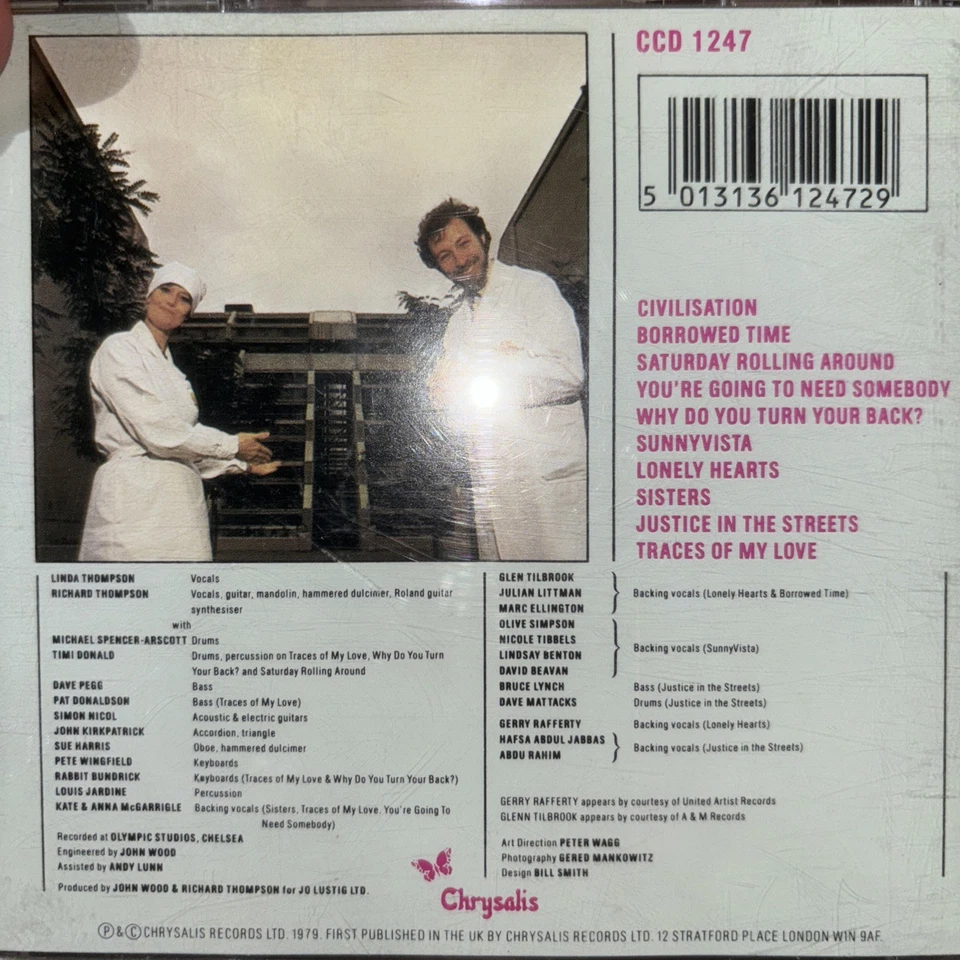 CCD 1247
5 013136 124729
CIVILISATION
BORROWED TIME
SATURDAY ROLLING AROUND
YOU'RE GOING TO NEED SOMEBODY
WHY DO YOU TURN YOUR BACK?
SUNNYVISTA
LONELY HEARTS
SISTERS
JUSTICE IN THE STREETS
TRACES OF MY LOVE
LINDA THOMPSON Vocals
RICHARD THOMPSON Vocals, guitar, mandolin, hammered dulcinier, Roland guitar
synthesiser
with
MICHAEL SPENCER-ARSCOTT Drums
TIMI DONALD Drums, percussion on Traces of My Love, Why Do You Turn
Your Back? and Saturday Rolling Around
DAVE PEGG Bass
PAT DONALDSON Bass (Traces of My Love)
SIMON NICOL Acoustic & electric guitars
JOHN KIRKPATRICK Accordion, triangle
SUE HARRIS Oboe, hammered dulcimer
PETE WINGFIELD Keyboards
RABBIT BUNDRICK Keyboards (Traces of My Love & Why Do You Turn Your Back?)
LOUIS JARDINE Percussion
KATE & ANNA McGARRIGLE Backing vocals (Sisters, Traces of My Love. You're Going To
Need Somebody)
Recorded at OLYMPIC STUDIOS, CHELSEA
Engineered by JOHN WOOD
Assisted by ANDY LUNN
Produced by JOHN WOOD & RICHARD THOMPSON for JO LUSTIG LTD.
GLEN TILBROOK
JULIAN LITTMAN Backing vocals (Lonely Hearts & Borrowed Time)
MARC ELLINGTON
OLIVE SIMPSON
NICOLE TIBBELS
LINDSAY BENTON Backing vocals (SunnyVista)
DAVID BEAVAN
BRUCE LYNCH Bass (Justice in the Streets)
DAVE MATTACKS Drums (Justice in the Streets)
GERRY RAFFERTY Backing vocals (Lonely Hearts)
HAFSA ABDUL JABBAS Backing vocals (Justice in the Streets)
ABDU RAHIM
GERRY RAFFERTY appears by courtesy of United Artist Records
GLENN TILBROOK appears by courtesy of A & M Records
Art Direction PETER WAGG
Photography GERED MANKOWITZ
Design BILL SMITH
Chrysalis
Ⓟ&ⒸCHRYSALIS RECORDS LTD. 1979. FIRST PUBLISHED IN THE UK BY CHRYSALIS RECORDS LTD. 12 STRATFORD PLACE LONDON WIN 9AF.